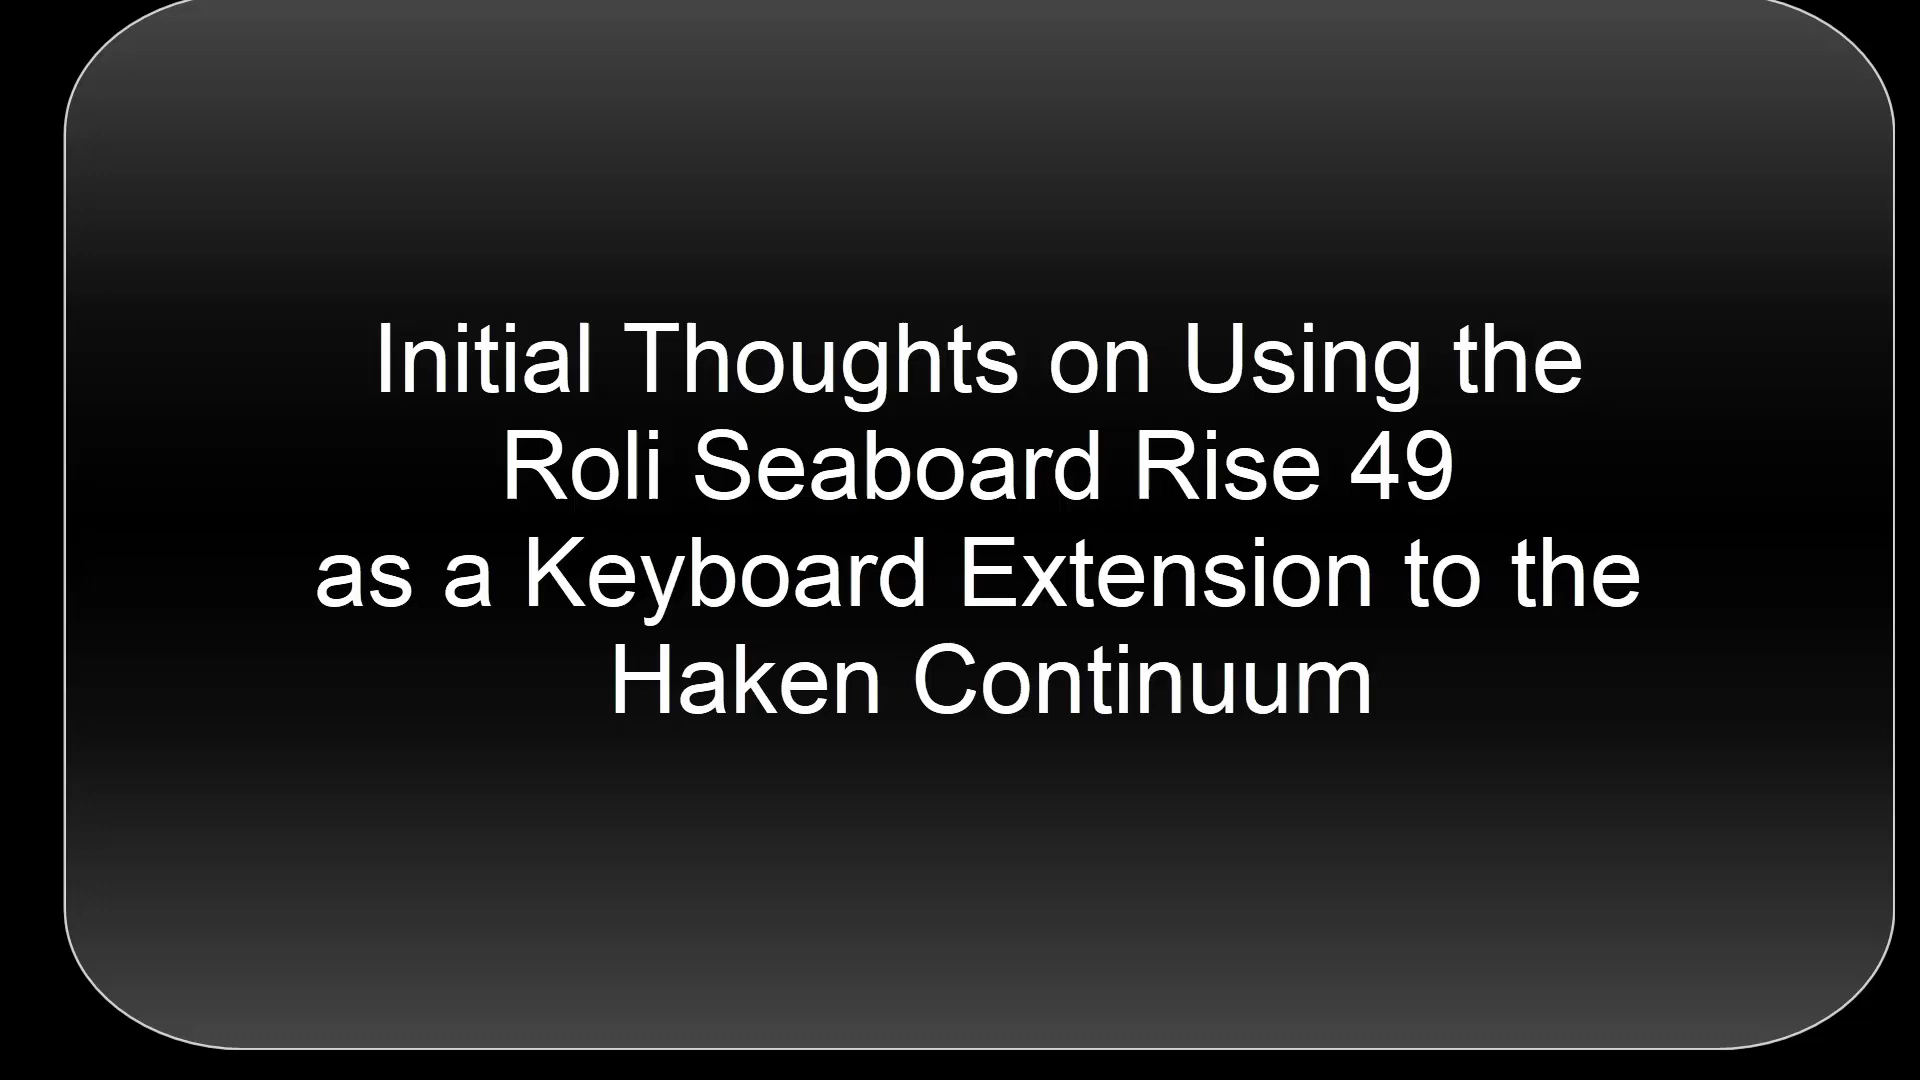 Initial Thoughts on Using the
Roli Seaboard Rise 49
as a Keyboard Extension to the
Haken Continuum